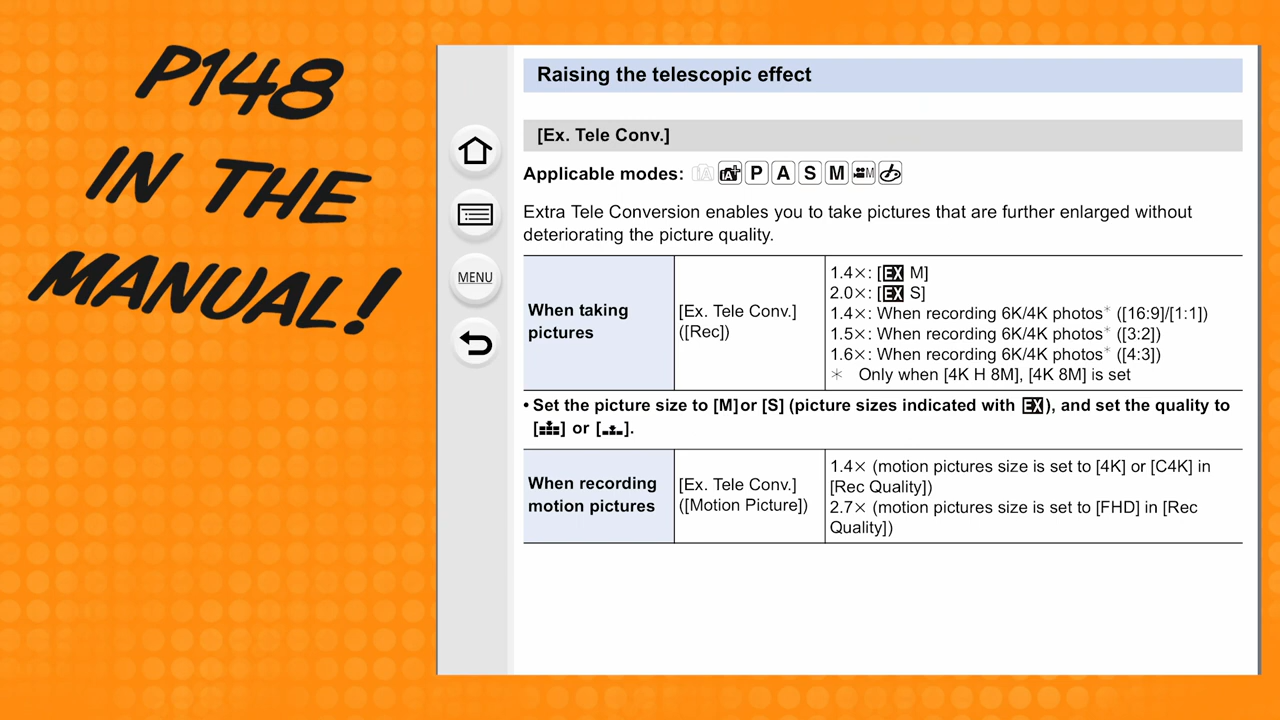 P148
IN THE
MANUAL!
Raising the telescopic effect
[Ex. Tele Conv.]
Applicable modes: iA iA+ P A S M M
Extra Tele Conversion enables you to take pictures that are further enlarged without
deteriorating the picture quality.
When taking
pictures
[Ex. Tele Conv.]
([Rec])
1.4×: [EX M]
2.0×: [EX S]
1.4×: When recording 6K/4K photos* ([16:9]/[1:1])
1.5×: When recording 6K/4K photos* ([3:2])
1.6×: When recording 6K/4K photos* ([4:3])
* Only when [4K H 8M], [4K 8M] is set
• Set the picture size to [M]or [S] (picture sizes indicated with EX), and set the quality to
[ ] or [ ].
When recording
motion pictures
[Ex. Tele Conv.]
([Motion Picture])
1.4× (motion pictures size is set to [4K] or [C4K] in
[Rec Quality])
2.7× (motion pictures size is set to [FHD] in [Rec
Quality])
MENU